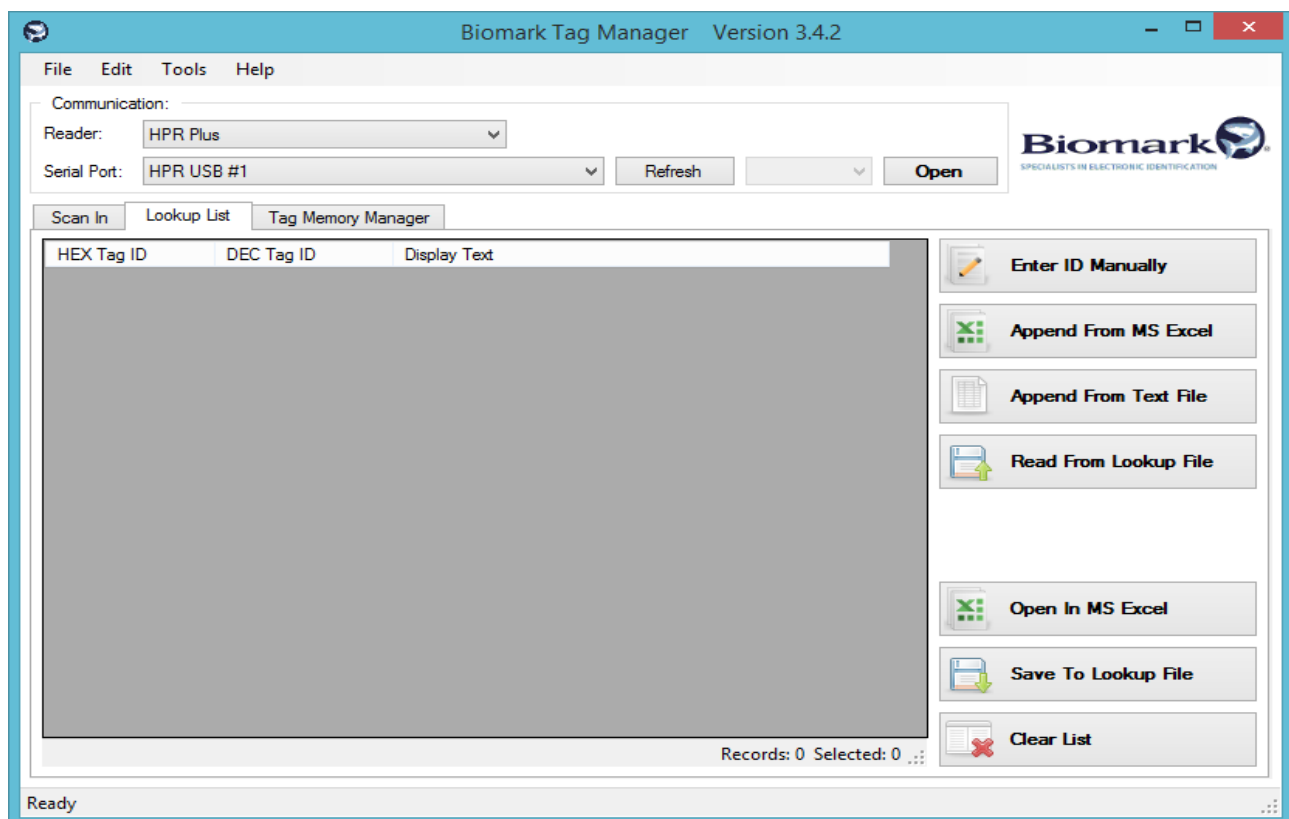 Biomark Tag Manager Version 3.4.2
File Edit Tools Help
Communication:
Reader: HPR Plus
Serial Port: HPR USB #1 Refresh Open
Biomark
SPECIALISTS IN ELECTRONIC IDENTIFICATION
Scan In Lookup List Tag Memory Manager
HEX Tag ID DEC Tag ID Display Text
Enter ID Manually
Append From MS Excel
Append From Text File
Read From Lookup File
Open In MS Excel
Save To Lookup File
Clear List
Records: 0 Selected: 0
Ready